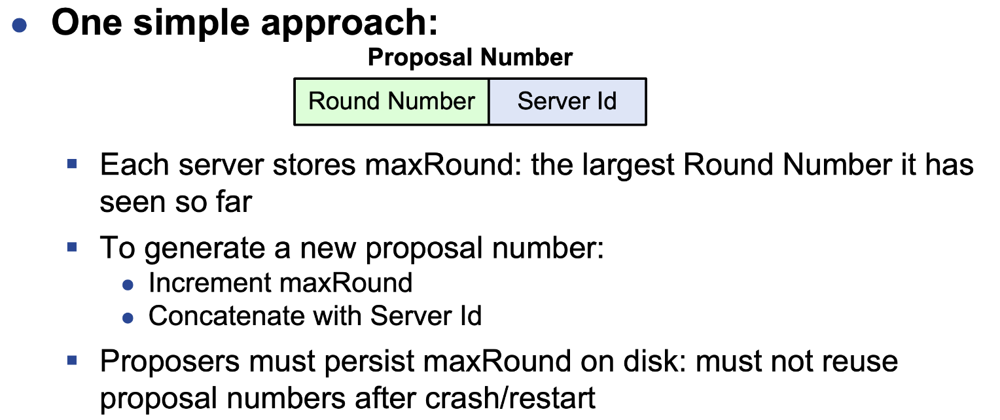 One simple approach:
Proposal Number
Round Number Server Id
Each server stores maxRound: the largest Round Number it has
seen so far
To generate a new proposal number:
Increment maxRound
Concatenate with Server Id
Proposers must persist maxRound on disk: must not reuse
proposal numbers after crash/restart